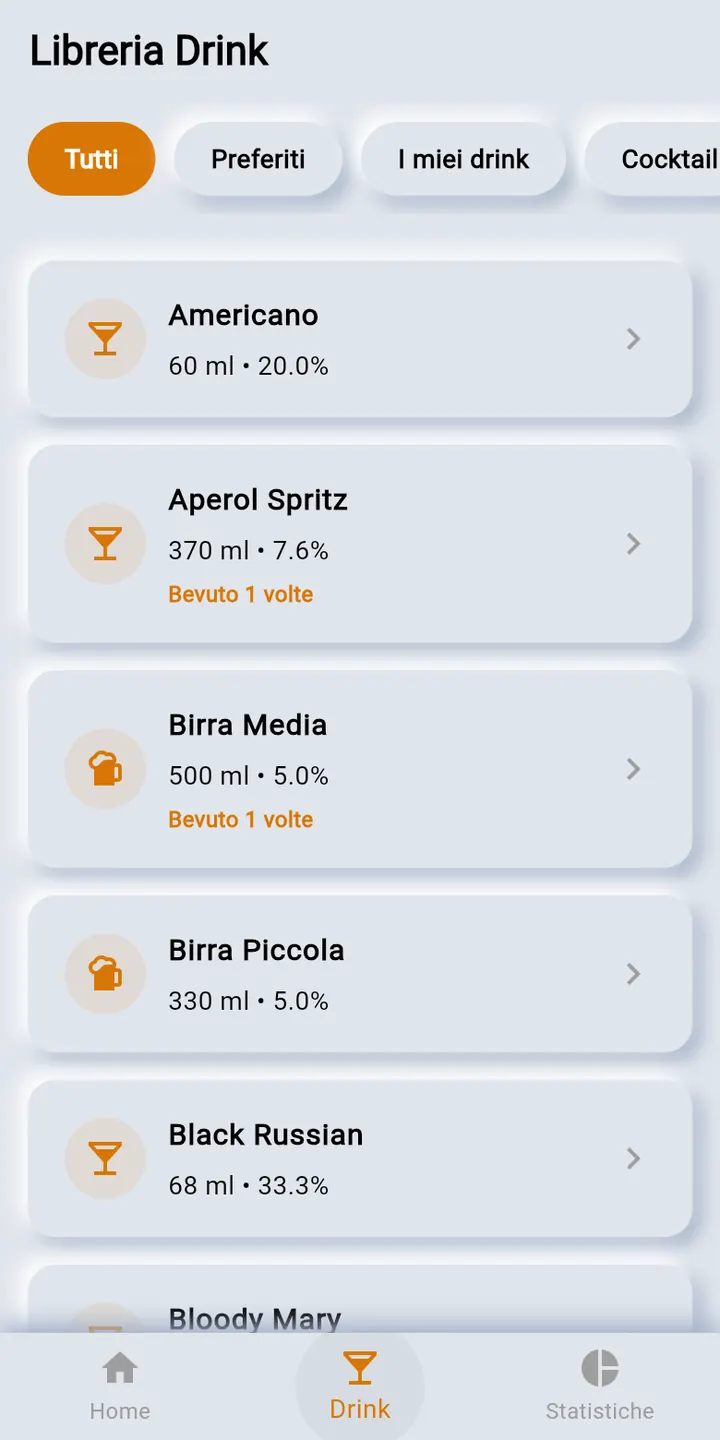 Libreria Drink
Tutti
Preferiti
I miei drink
Cocktail
Americano
60 ml • 20.0%
Aperol Spritz
370 ml • 7.6%
Bevuto 1 volte
Birra Media
500 ml • 5.0%
Bevuto 1 volte
Birra Piccola
330 ml • 5.0%
Black Russian
68 ml • 33.3%
Bloody Mary
Home
Drink
Statistiche